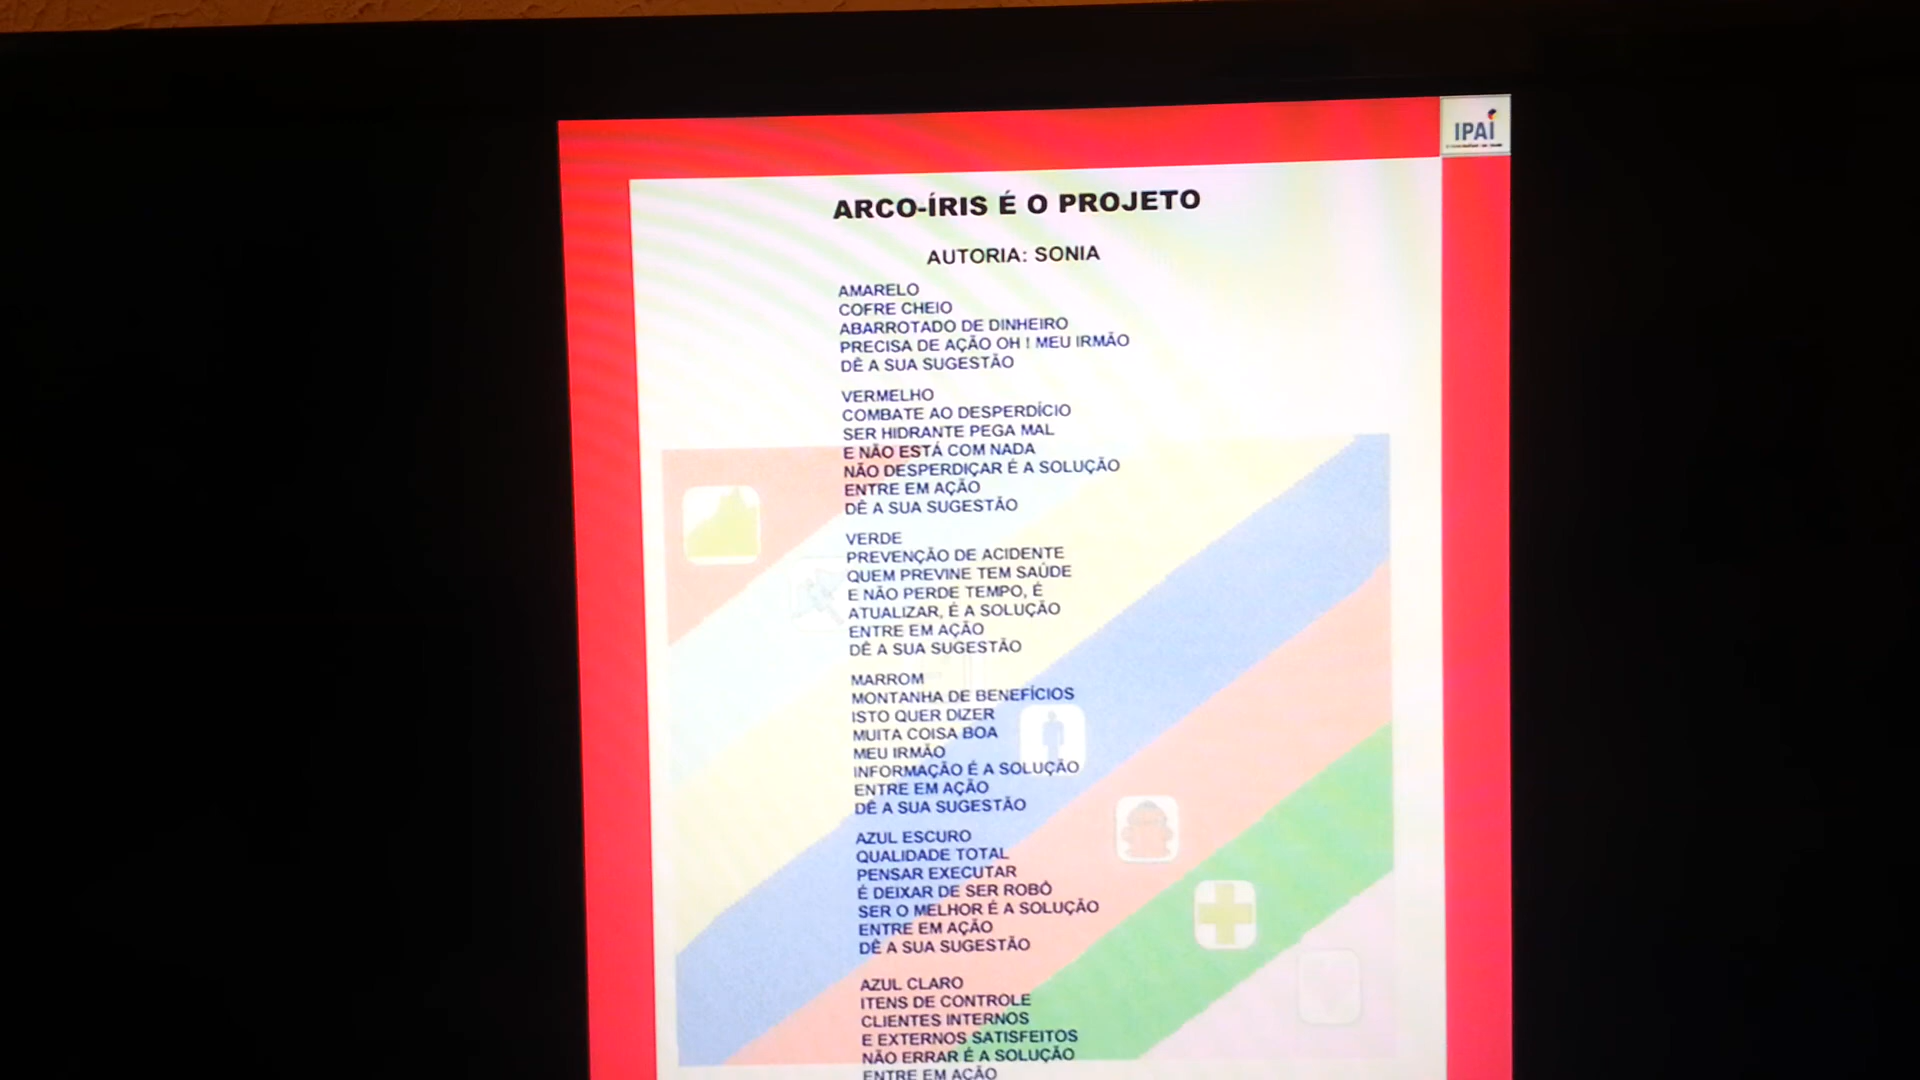 IPAI
ARCO-ÍRIS É O PROJETO
AUTORIA: SONIA
AMARELO
COFRE CHEIO
ABARROTADO DE DINHEIRO
PRECISA DE AÇÃO OH ! MEU IRMÃO
DÊ A SUA SUGESTÃO
VERMELHO
COMBATE AO DESPERDÍCIO
SER HIDRANTE PEGA MAL
E NÃO ESTÁ COM NADA
NÃO DESPERDIÇAR É A SOLUÇÃO
ENTRE EM AÇÃO
DÊ A SUA SUGESTÃO
VERDE
PREVENÇÃO DE ACIDENTE
QUEM PREVINE TEM SAÚDE
E NÃO PERDE TEMPO, É
ATUALIZAR, É A SOLUÇÃO
ENTRE EM AÇÃO
DÊ A SUA SUGESTÃO
MARROM
MONTANHA DE BENEFÍCIOS
ISTO QUER DIZER
MUITA COISA BOA
MEU IRMÃO
INFORMAÇÃO É A SOLUÇÃO
ENTRE EM AÇÃO
DÊ A SUA SUGESTÃO
AZUL ESCURO
QUALIDADE TOTAL
PENSAR EXECUTAR
É DEIXAR DE SER ROBÔ
SER O MELHOR É A SOLUÇÃO
ENTRE EM AÇÃO
DÊ A SUA SUGESTÃO
AZUL CLARO
ITENS DE CONTROLE
CLIENTES INTERNOS
E EXTERNOS SATISFEITOS
NÃO ERRAR É A SOLUÇÃO
ENTRE EM AÇÃO